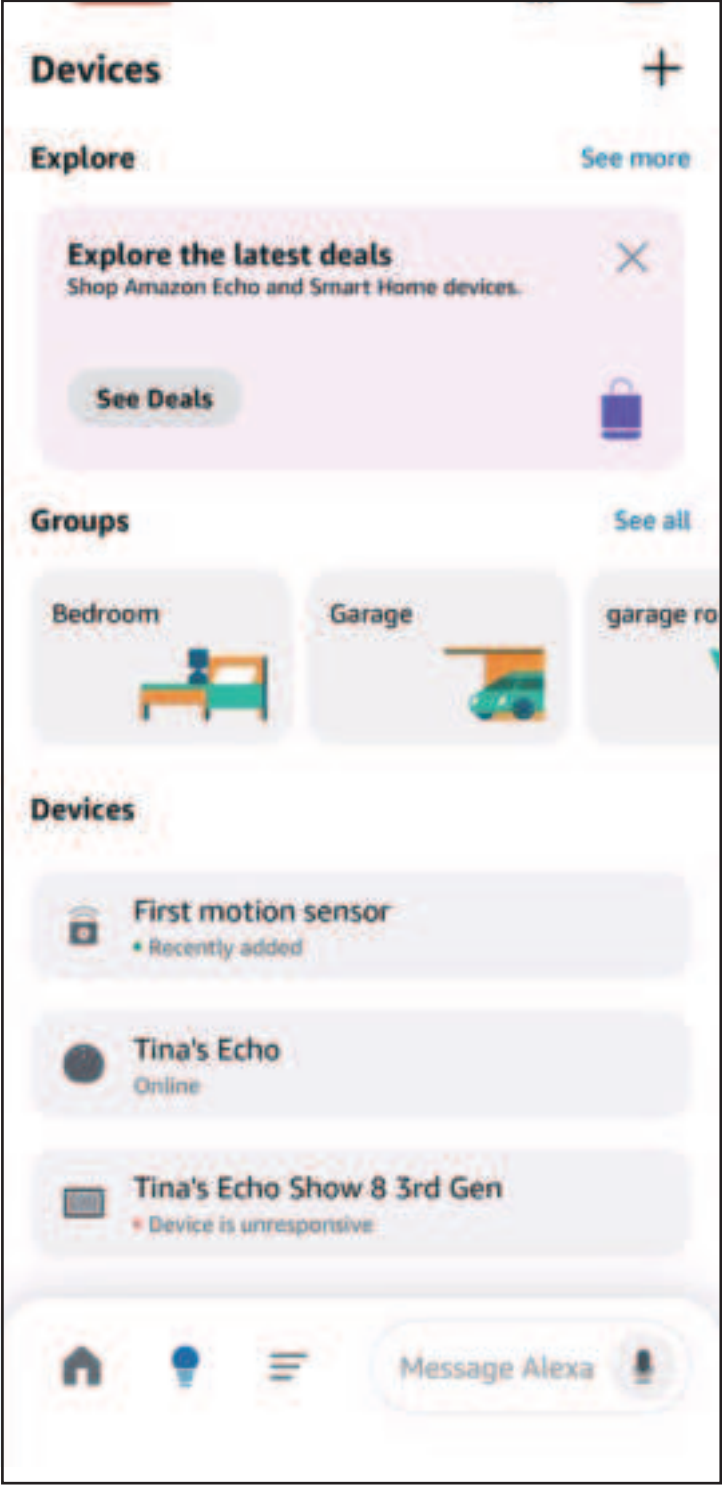 Devices
Explore
See more
Explore the latest deals
Shop Amazon Echo and Smart Home devices.
See Deals
Groups
See all
Bedroom
Garage
garage ro
Devices
First motion sensor
• Recently added
Tina's Echo
Online
Tina's Echo Show 8 3rd Gen
• Device is unresponsive
Message Alexa